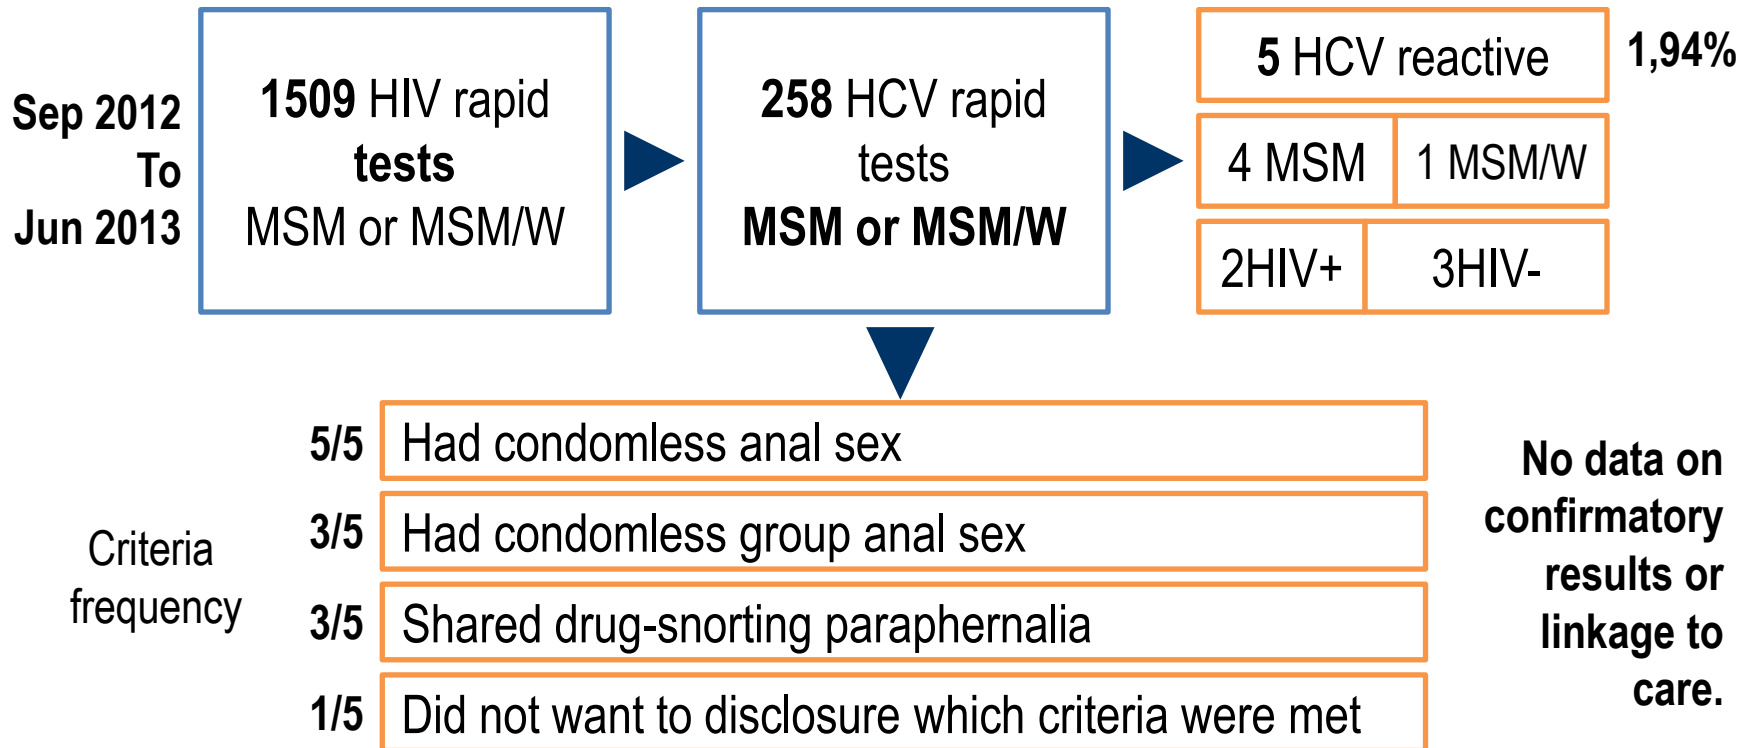 Sep 2012
To
Jun 2013
1509 HIV rapid
tests
MSM or MSM/W
258 HCV rapid
tests
MSM or MSM/W
5 HCV reactive
1,94%
4 MSM
1 MSM/W
2HIV+
3HIV-
Criteria
frequency
5/5 Had condomless anal sex
3/5 Had condomless group anal sex
3/5 Shared drug-snorting paraphernalia
1/5 Did not want to disclosure which criteria were met
No data on
confirmatory
results or
linkage to
care.